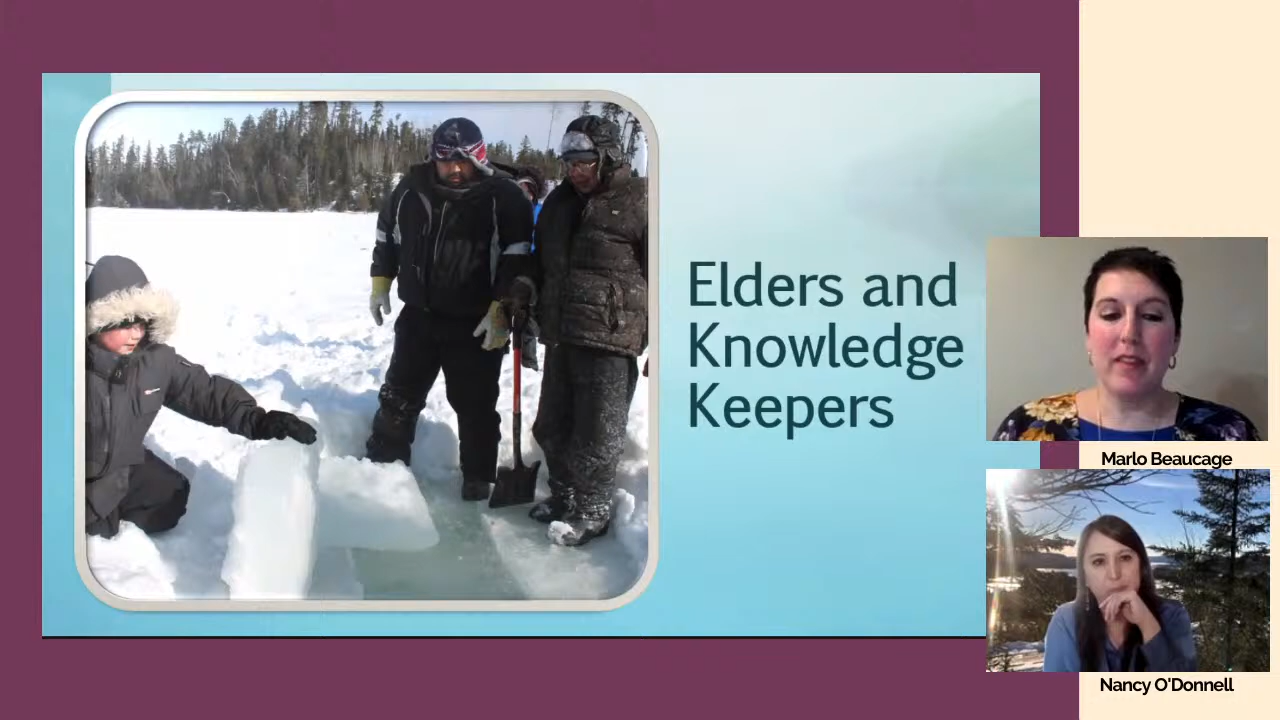 Elders and
Knowledge
Keepers
Marlo Beaucage
Nancy O'Donnell